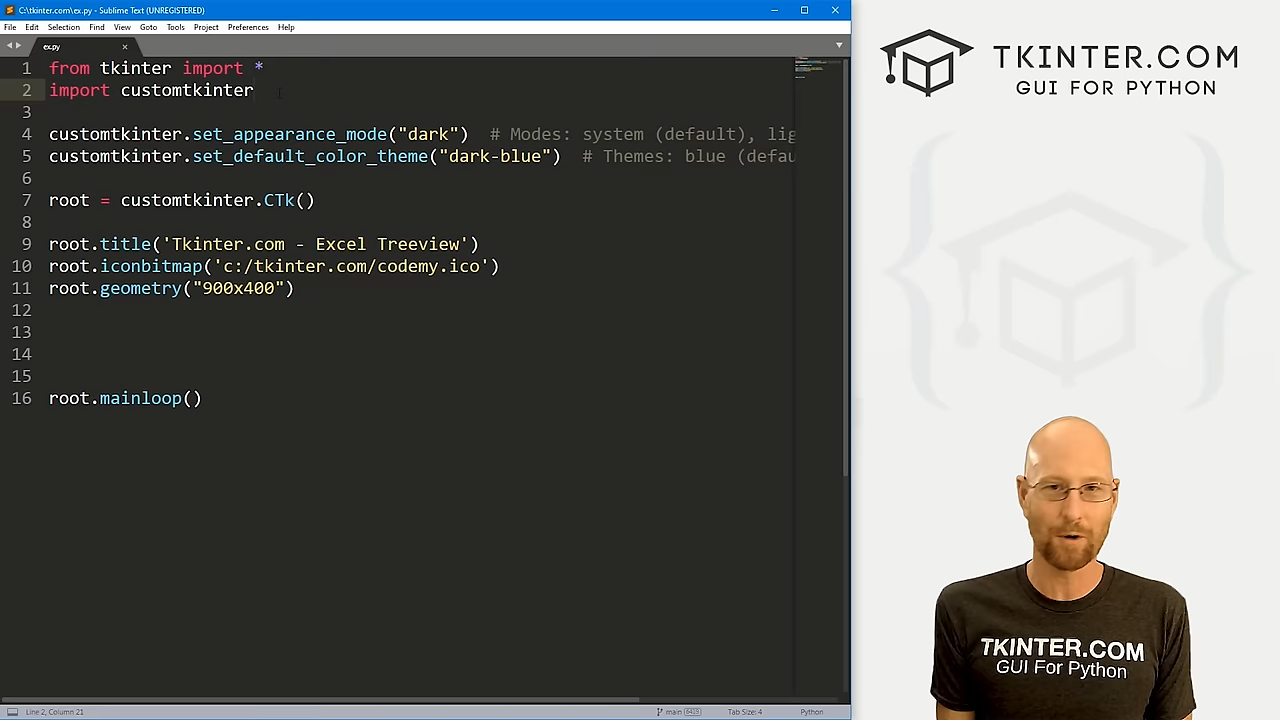 C:\tkinter.com\ex.py - Sublime Text (UNREGISTERED)
File Edit Selection Find View Goto Tools Project Preferences Help
ex.py
1 from tkinter import *
2 import customtkinter
3
4 customtkinter.set_appearance_mode("dark")  # Modes: system (default), lig
5 customtkinter.set_default_color_theme("dark-blue")  # Themes: blue (defau
6
7 root = customtkinter.CTk()
8
9 root.title('Tkinter.com - Excel Treeview')
10 root.iconbitmap('c:/tkinter.com/codemy.ico')
11 root.geometry("900x400")
12
13
14
15
16 root.mainloop()
Line 2, Column 21
main 8419
Tab Size: 4
Python
TKINTER.COM
GUI FOR PYTHON
TKINTER.COM
GUI For Python